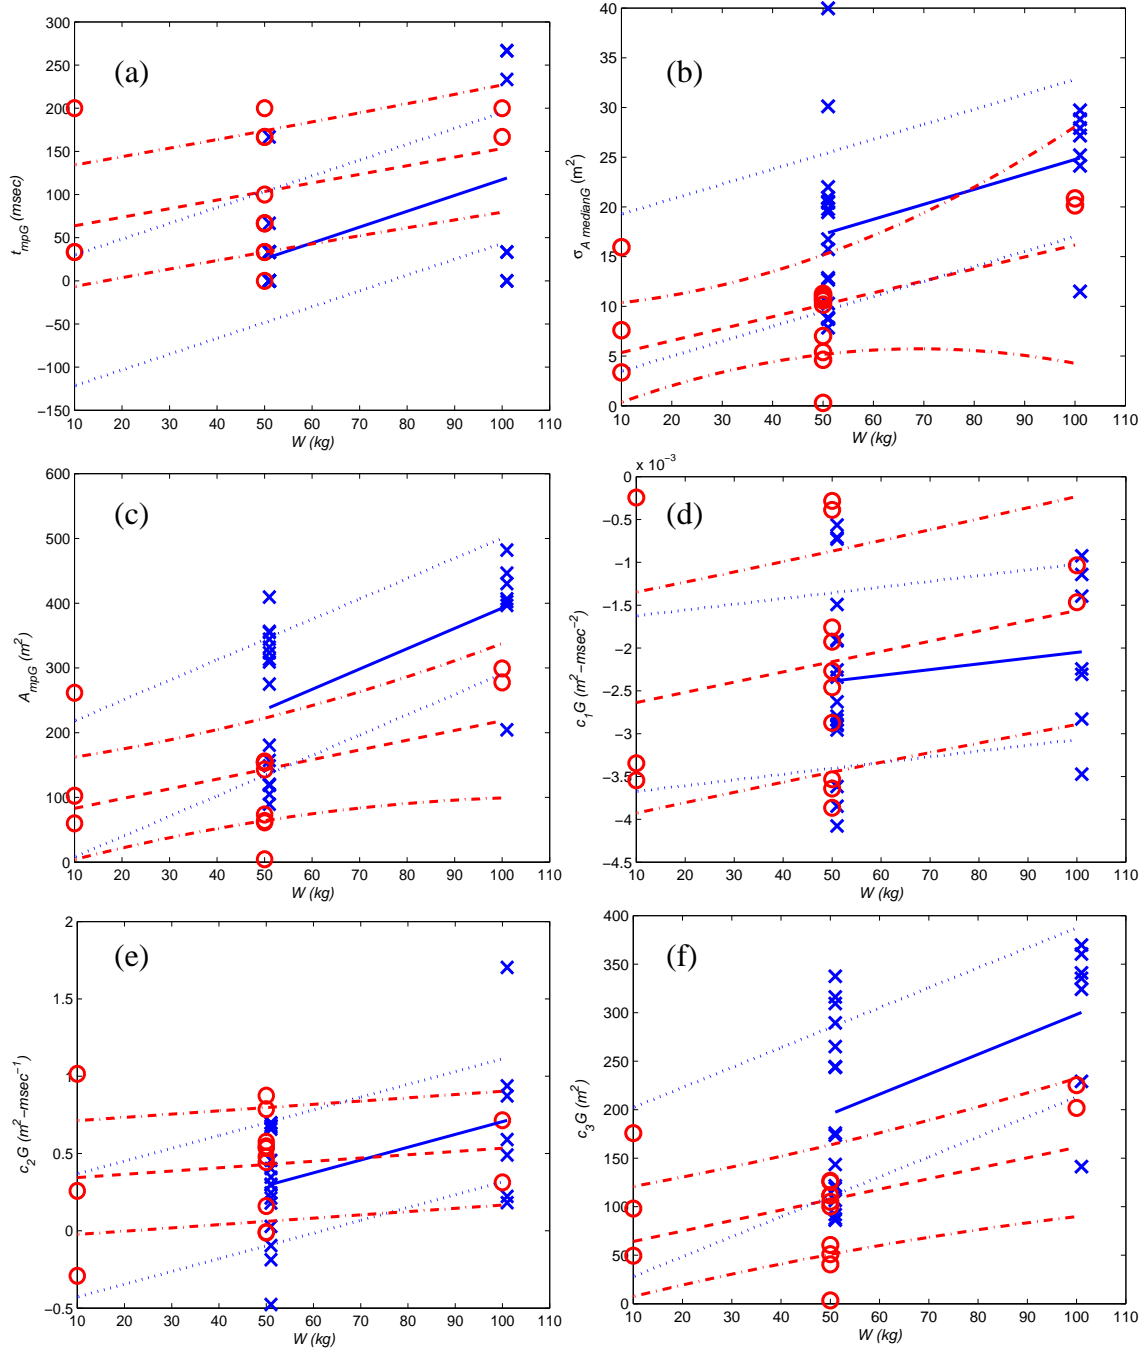 (a)
300
250
200
150
100
50
0
−50
−100
−150
t_mpG (msec)
10 20 30 40 50 60 70 80 90 100 110
W (kg)
(b)
40
35
30
25
20
15
10
5
0
σ_A medianG (m²)
10 20 30 40 50 60 70 80 90 100 110
W (kg)
(c)
600
500
400
300
200
100
0
A_mpG (m²)
10 20 30 40 50 60 70 80 90 100 110
W (kg)
x 10⁻³
(d)
0
−0.5
−1
−1.5
−2
−2.5
−3
−3.5
−4
−4.5
c₁G (m²−msec⁻²)
10 20 30 40 50 60 70 80 90 100 110
W (kg)
(e)
2
1.5
1
0.5
0
−0.5
c₂G (m²−msec⁻¹)
10 20 30 40 50 60 70 80 90 100 110
W (kg)
(f)
400
350
300
250
200
150
100
50
0
c₃G (m²)
10 20 30 40 50 60 70 80 90 100 110
W (kg)